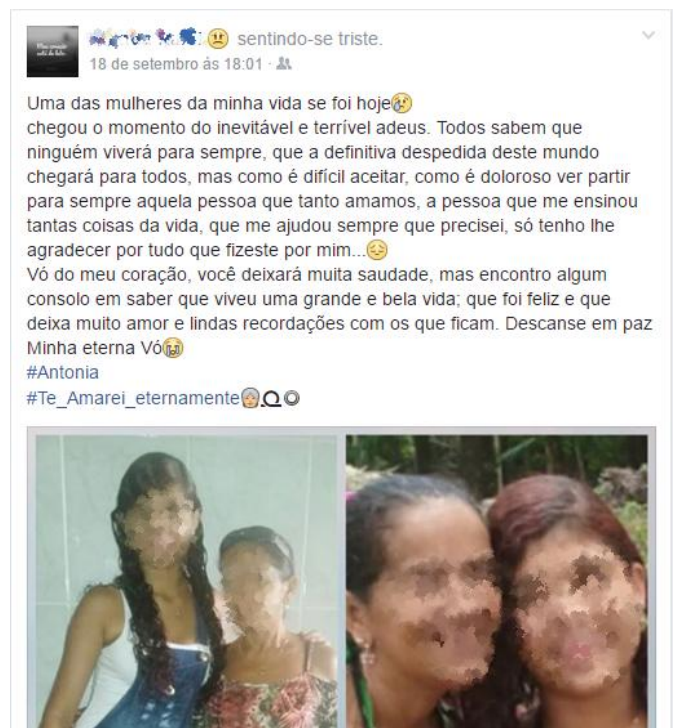 sentindo-se triste.
18 de setembro às 18:01 ·
Uma das mulheres da minha vida se foi hoje
chegou o momento do inevitável e terrível adeus. Todos sabem que
ninguém viverá para sempre, que a definitiva despedida deste mundo
chegará para todos, mas como é difícil aceitar, como é doloroso ver partir
para sempre aquela pessoa que tanto amamos, a pessoa que me ensinou
tantas coisas da vida, que me ajudou sempre que precisei, só tenho lhe
agradecer por tudo que fizeste por mim...
Vó do meu coração, você deixará muita saudade, mas encontro algum
consolo em saber que viveu uma grande e bela vida; que foi feliz e que
deixa muito amor e lindas recordações com os que ficam. Descanse em paz
Minha eterna Vó
#Antonia
#Te_Amarei_eternamente